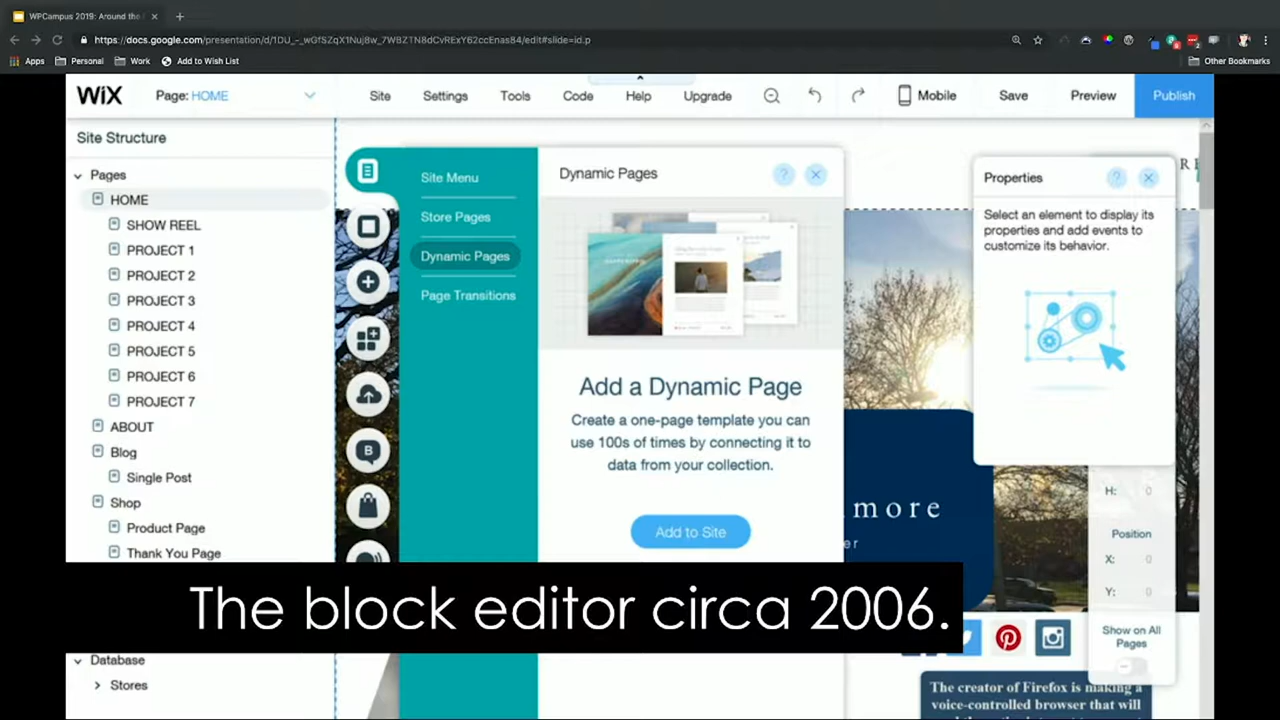 WPCampus 2019: Around the
https://docs.google.com/presentation/d/1DU_-_wGfSZqX1Nuj8w_7WBZTN8dCvRExY62ccEnas84/edit#slide=id.p
Apps
Personal
Work
Add to Wish List
Other Bookmarks
WiX
Page: HOME
Site
Settings
Tools
Code
Help
Upgrade
Mobile
Save
Preview
Publish
Site Structure
Pages
HOME
SHOW REEL
PROJECT 1
PROJECT 2
PROJECT 3
PROJECT 4
PROJECT 5
PROJECT 6
PROJECT 7
ABOUT
Blog
Single Post
Shop
Product Page
Thank You Page
Database
Stores
Site Menu
Store Pages
Dynamic Pages
Page Transitions
Dynamic Pages
?
Add a Dynamic Page
Create a one-page template you can
use 100s of times by connecting it to
data from your collection.
Add to Site
Properties
?
Select an element to display its
properties and add events to
customize its behavior.
more
er
H: 0
Position
X: 0
Y: 0
Show on All
Pages
The block editor circa 2006.
The creator of Firefox is making a
voice-controlled browser that will